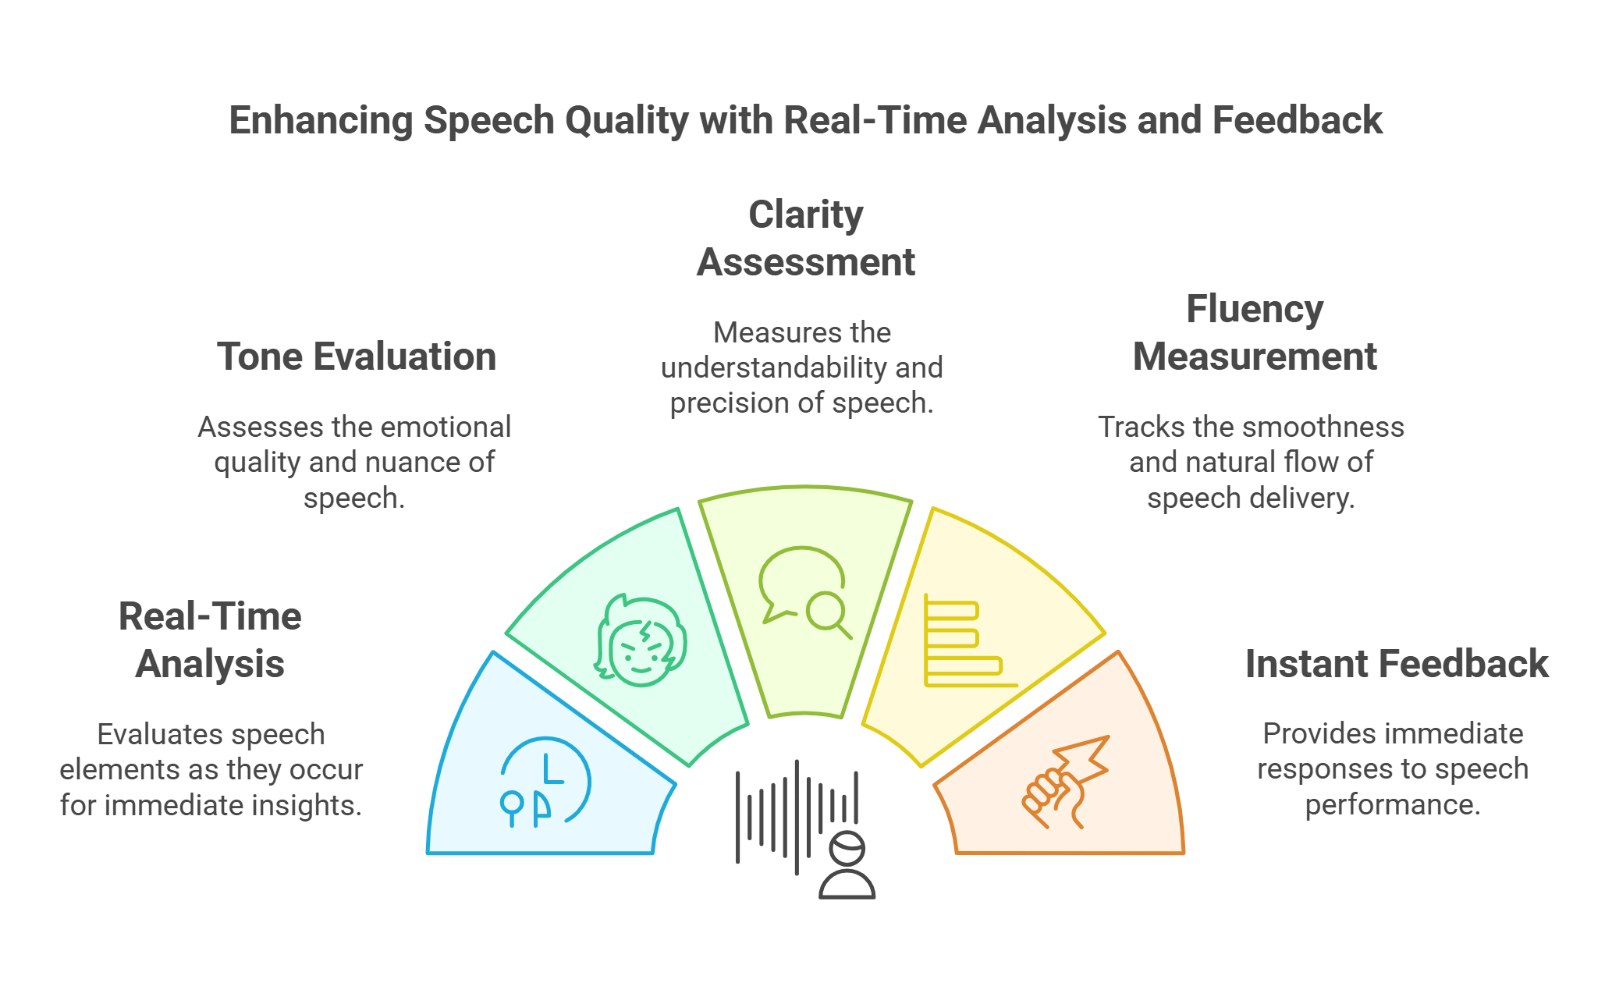 Enhancing Speech Quality with Real-Time Analysis and Feedback
Real-Time
Analysis
Evaluates speech
elements as they occur
for immediate insights.
Tone Evaluation
Assesses the emotional
quality and nuance of
speech.
Clarity
Assessment
Measures the
understandability and
precision of speech.
Fluency
Measurement
Tracks the smoothness
and natural flow of
speech delivery.
Instant Feedback
Provides immediate
responses to speech
performance.